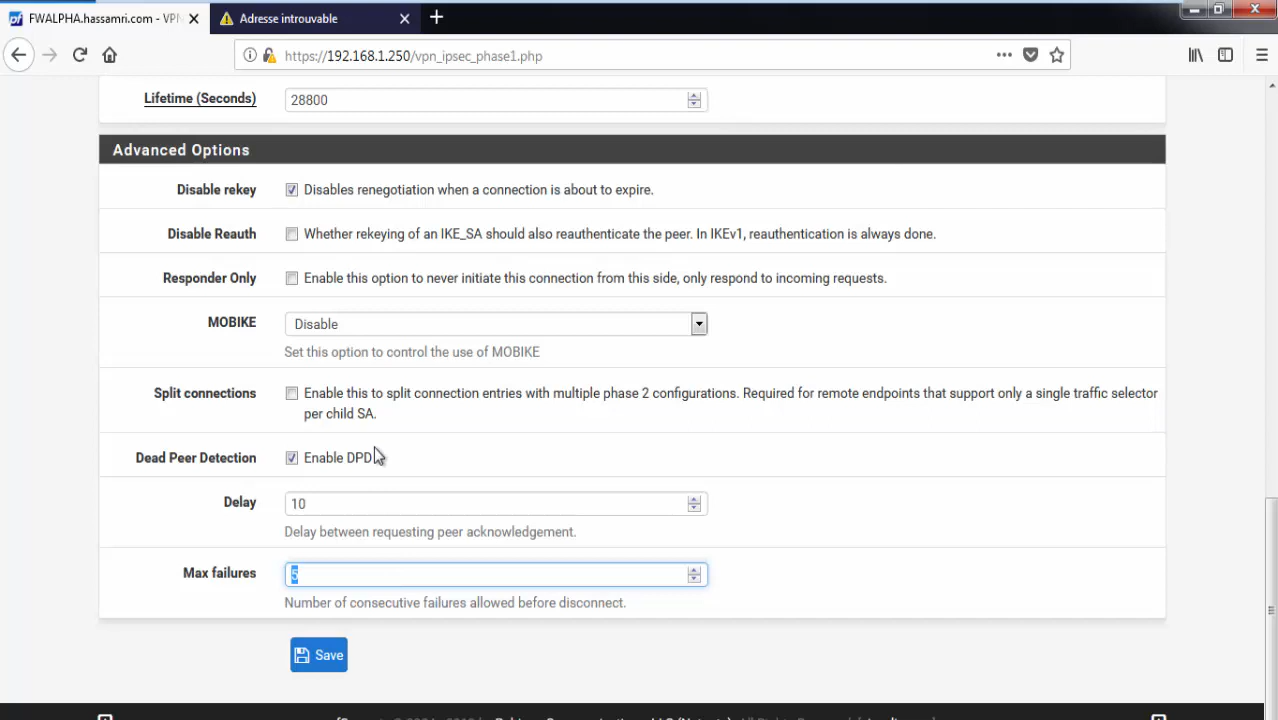 FWALPHA.hassamri.com - VPN
Adresse introuvable
https://192.168.1.250/vpn_ipsec_phase1.php
Lifetime (Seconds)
28800
Advanced Options
Disable rekey
Disables renegotiation when a connection is about to expire.
Disable Reauth
Whether rekeying of an IKE_SA should also reauthenticate the peer. In IKEv1, reauthentication is always done.
Responder Only
Enable this option to never initiate this connection from this side, only respond to incoming requests.
MOBIKE
Disable
Set this option to control the use of MOBIKE
Split connections
Enable this to split connection entries with multiple phase 2 configurations. Required for remote endpoints that support only a single traffic selector
per child SA.
Dead Peer Detection
Enable DPD
Delay
10
Delay between requesting peer acknowledgement.
Max failures
5
Number of consecutive failures allowed before disconnect.
Save